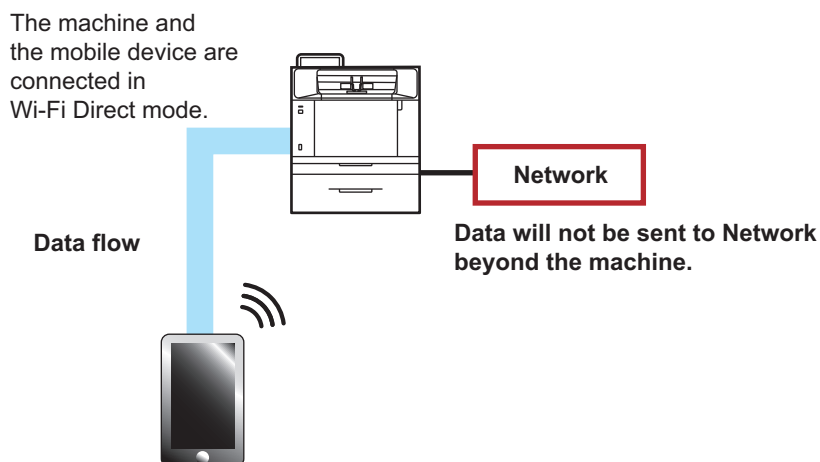 The machine and
the mobile device are
connected in
Wi-Fi Direct mode.
Network
Data flow
Data will not be sent to Network
beyond the machine.